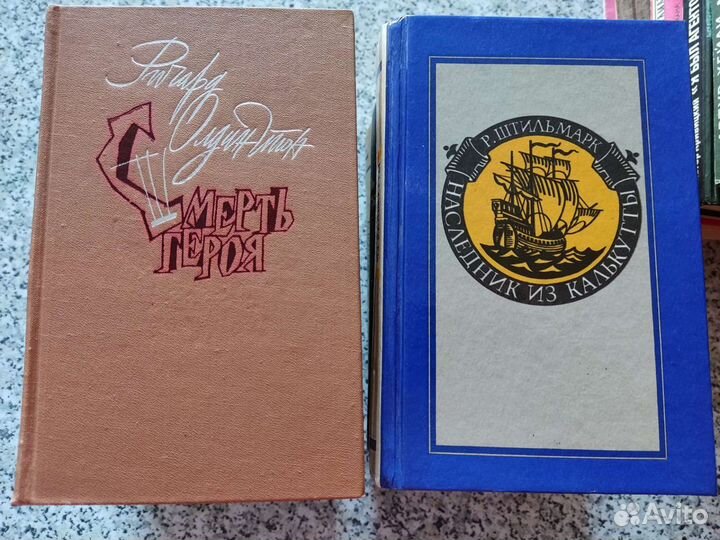 Ричард
Олдингтон
СМЕРТЬ
ГЕРОЯ
Р. ШТИЛЬМАРК
НАСЛЕДНИК ИЗ КАЛЬКУТТЫ
Avito